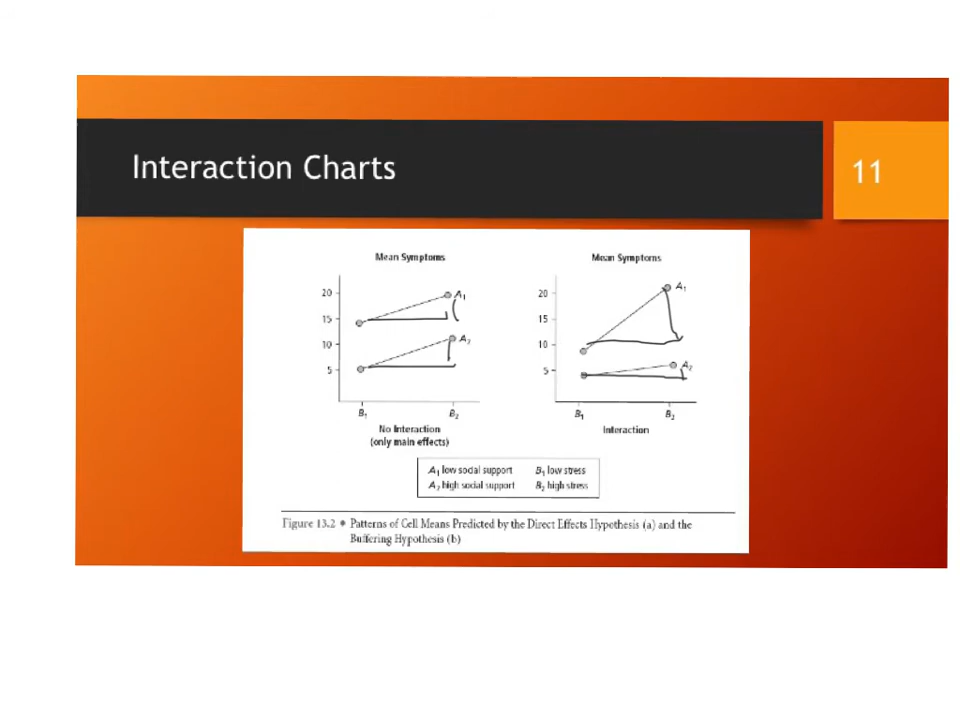 Interaction Charts
11
Mean Symptoms
20
15
10
5
A₁
A₂
B₁
B₂
No Interaction
(only main effects)
Mean Symptoms
20
15
10
5
A₁
A₂
B₁
B₂
Interaction
A₁ low social support B₁ low stress
A₂ high social support B₂ high stress
Figure 13.2 ● Patterns of Cell Means Predicted by the Direct Effects Hypothesis (a) and the
Buffering Hypothesis (b)